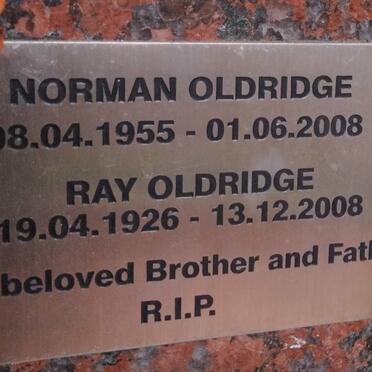 NORMAN OLDRIDGE
08.04.1955 - 01.06.2008
RAY OLDRIDGE
19.04.1926 - 13.12.2008
beloved Brother and
R.I.P.